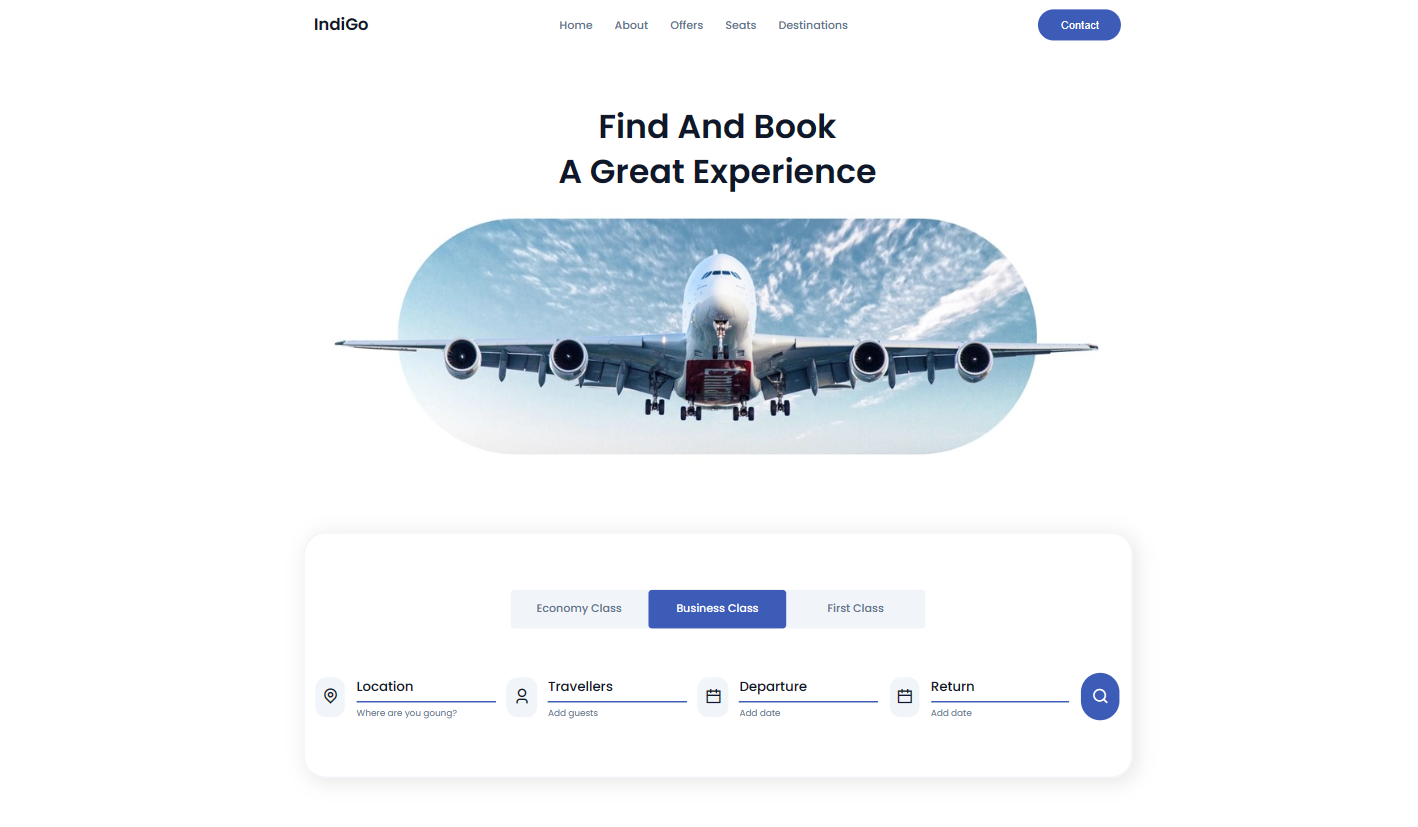 IndiGo
Home About Offers Seats Destinations
Contact
Find And Book
A Great Experience
Economy Class Business Class First Class
Location Travellers Departure Return
Where are you goung? Add guests Add date Add date